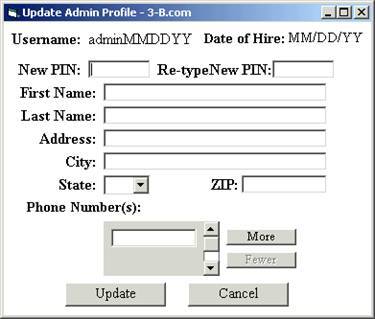 Update Admin Profile - 3-B.com
Username: adminMMDDYY Date of Hire: MM/DD/YY
New PIN: Re-typeNew PIN:
First Name:
Last Name:
Address:
City:
State: ZIP:
Phone Number(s):
More
Fewer
Update Cancel